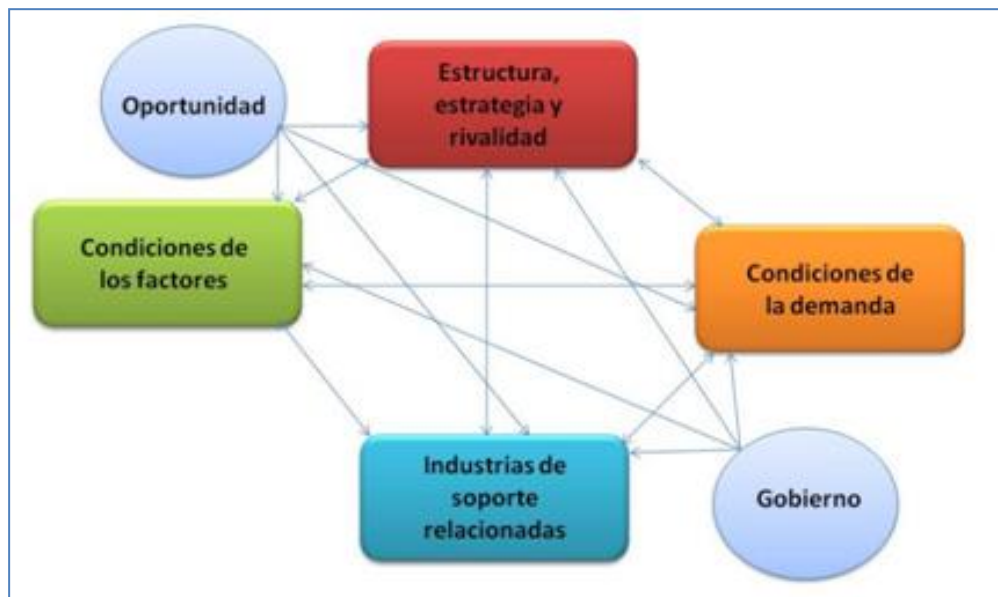 Oportunidad
Estructura,
estrategia y
rivalidad
Condiciones de
los factores
Condiciones de
la demanda
Industrias de
soporte
relacionadas
Gobierno